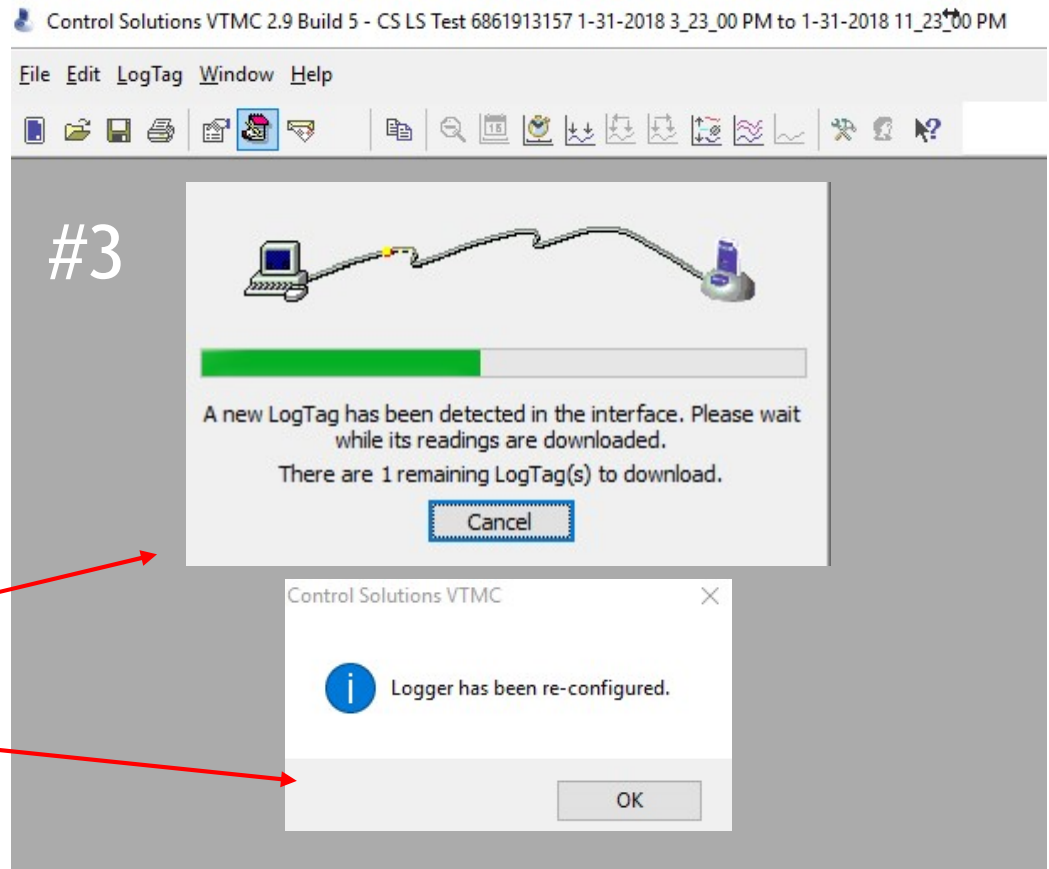 Control Solutions VTMC 2.9 Build 5 - CS LS Test 6861913157 1-31-2018 3_23_00 PM to 1-31-2018 11_23_00 PM
File Edit LogTag Window Help
#3
A new LogTag has been detected in the interface. Please wait
while its readings are downloaded.
There are 1 remaining LogTag(s) to download.
Cancel
Control Solutions VTMC
Logger has been re-configured.
OK